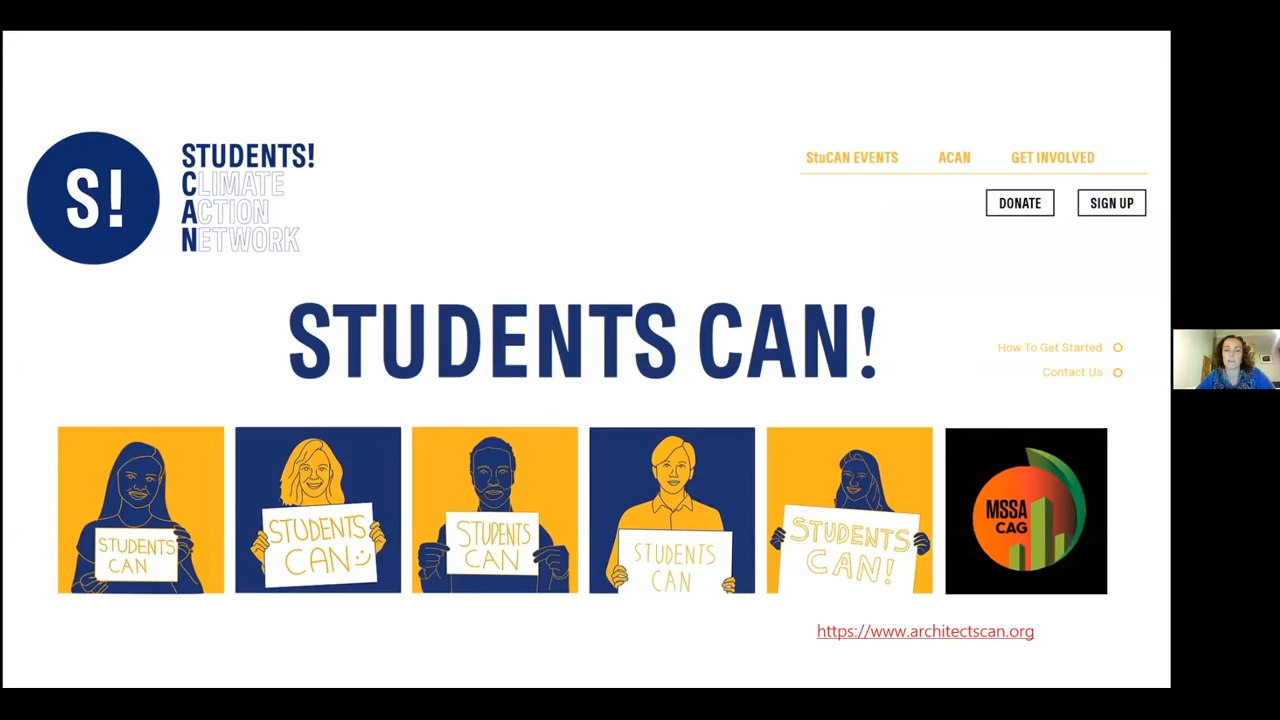 S!
STUDENTS!
CLIMATE
ACTION
NETWORK
StuCAN EVENTS
ACAN
GET INVOLVED
DONATE
SIGN UP
STUDENTS CAN!
How To Get Started
Contact Us
STUDENTS
CAN
STUDENTS
CAN :)
STUDENTS
CAN
STUDENTS
CAN
STUDENTS
CAN!
MSSA
CAG
https://www.architectscan.org